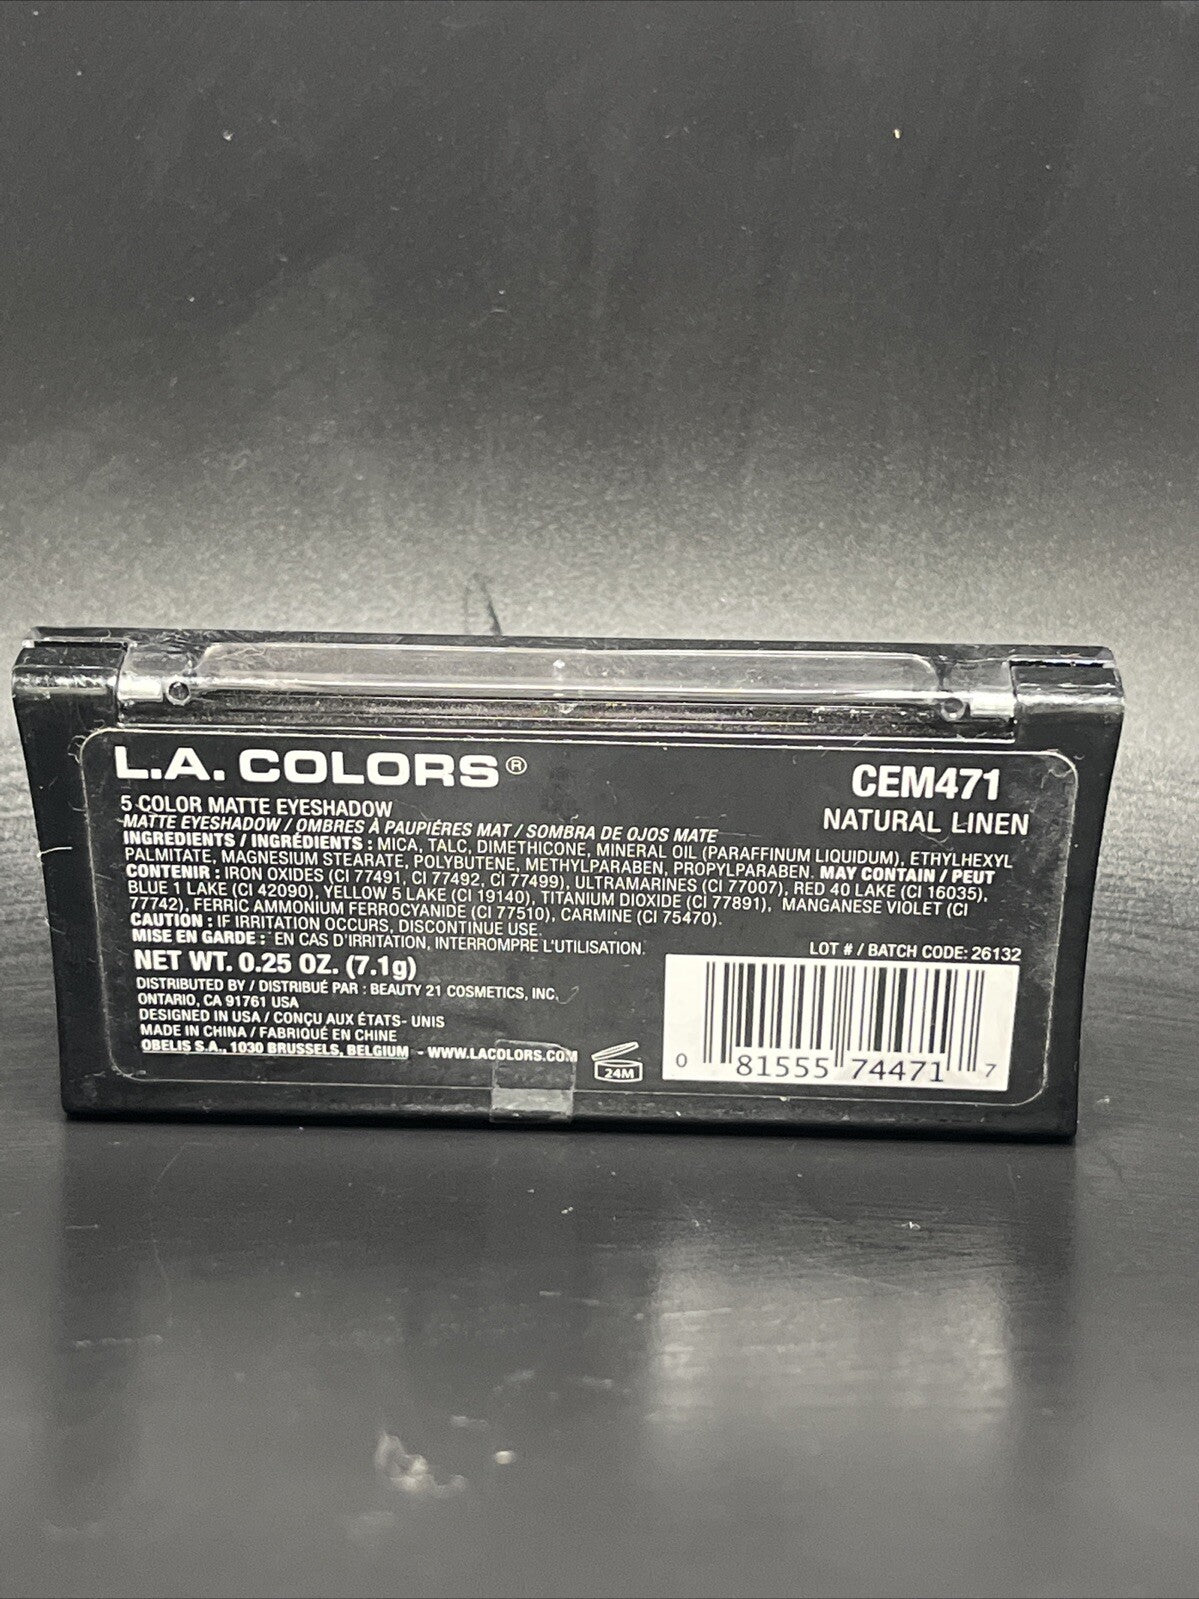 L.A. COLORS®
CEM471
5 COLOR MATTE EYESHADOW
NATURAL LINEN
MATTE EYESHADOW / OMBRES À PAUPIÉRES MAT / SOMBRA DE OJOS MATE
INGREDIENTS / INGRÉDIENTS : MICA, TALC, DIMETHICONE, MINERAL OIL (PARAFFINUM LIQUIDUM), ETHYLHEXYL
PALMITATE, MAGNESIUM STEARATE, POLYBUTENE, METHYLPARABEN, PROPYLPARABEN. MAY CONTAIN / PEUT
CONTENIR : IRON OXIDES (CI 77491, CI 77492, CI 77499), ULTRAMARINES (CI 77007), RED 40 LAKE (CI 16035),
BLUE 1 LAKE (CI 42090), YELLOW 5 LAKE (CI 19140), TITANIUM DIOXIDE (CI 77891), MANGANESE VIOLET (CI
77742), FERRIC AMMONIUM FERROCYANIDE (CI 77510), CARMINE (CI 75470).
CAUTION : IF IRRITATION OCCURS, DISCONTINUE USE.
MISE EN GARDE : EN CAS D'IRRITATION, INTERROMPRE L'UTILISATION.
LOT # / BATCH CODE: 26132
NET WT. 0.25 OZ. (7.1g)
DISTRIBUTED BY / DISTRIBUÉ PAR : BEAUTY 21 COSMETICS, INC.
ONTARIO, CA 91761 USA
DESIGNED IN USA / CONÇU AUX ÉTATS- UNIS
MADE IN CHINA / FABRIQUÉ EN CHINE
OBELIS S.A., 1030 BRUSSELS, BELGIUM - WWW.LACOLORS.COM
24M
0 81555 74471 7